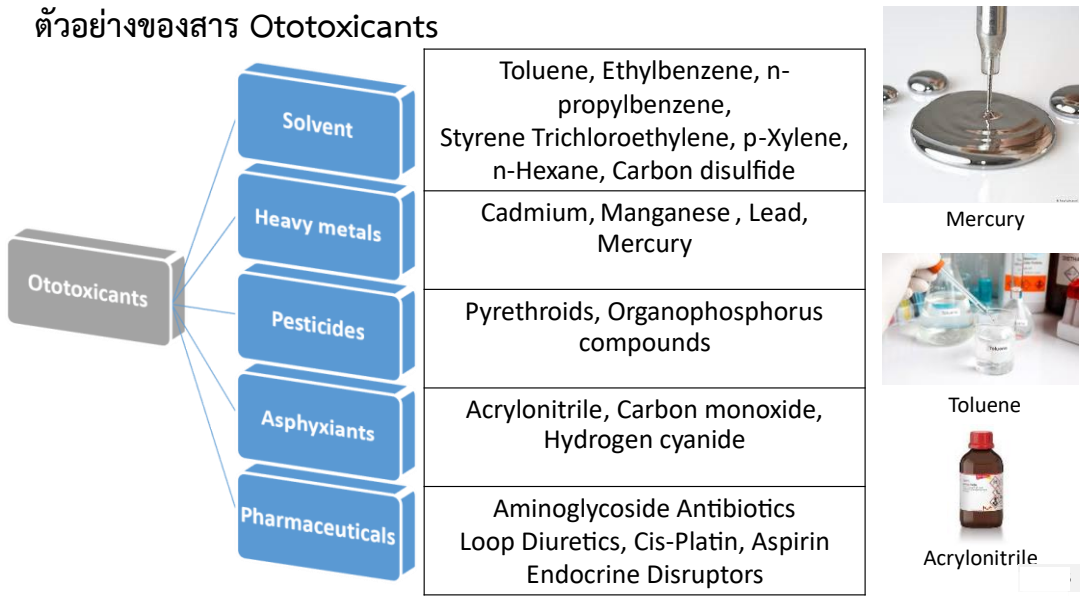 ตัวอย่างของสาร Ototoxicants
Ototoxicants
Solvent
Toluene, Ethylbenzene, n-
propylbenzene,
Styrene Trichloroethylene, p-Xylene,
n-Hexane, Carbon disulfide
Heavy metals
Cadmium, Manganese , Lead,
Mercury
Pesticides
Pyrethroids, Organophosphorus
compounds
Asphyxiants
Acrylonitrile, Carbon monoxide,
Hydrogen cyanide
Pharmaceuticals
Aminoglycoside Antibiotics
Loop Diuretics, Cis-Platin, Aspirin
Endocrine Disruptors
Mercury
Toluene
Toluene
Acrylonitrile